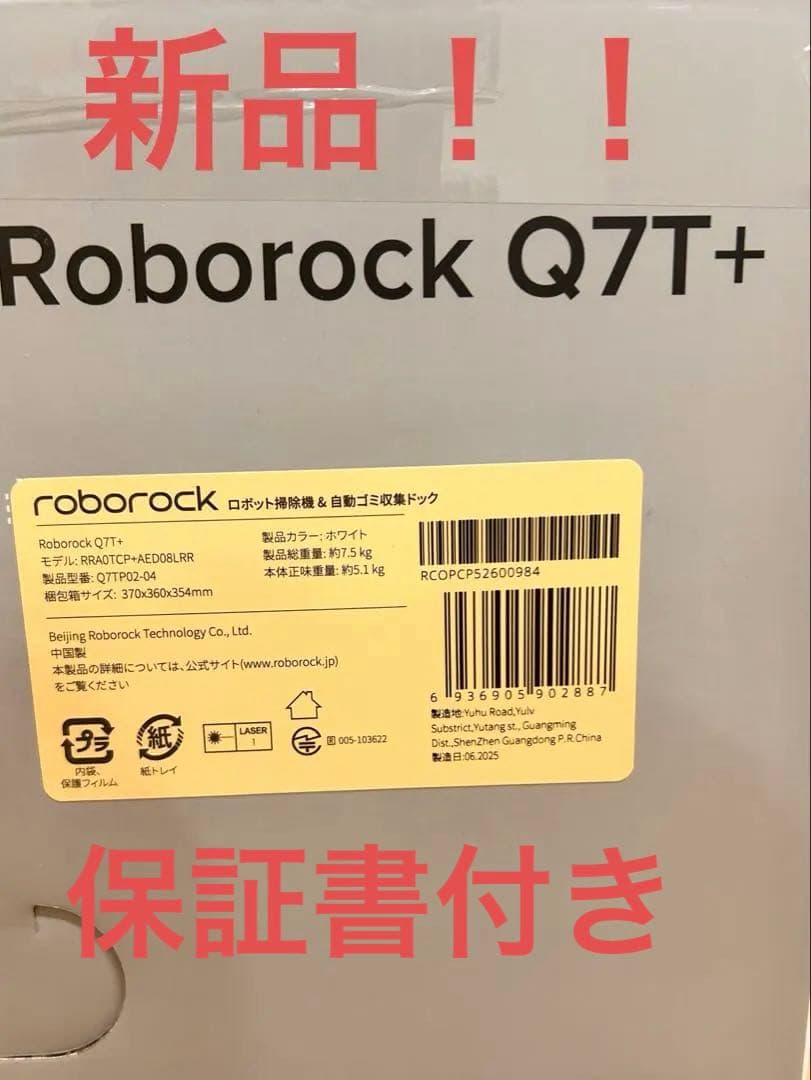 新品！！
Roborock Q7T+
roborock ロボット掃除機 & 自動ゴミ収集ドック
Roborock Q7T+
モデル: RRA0TCP+AED08LRR
製品型番: Q7TP02-04
梱包箱サイズ: 370x360x354mm
製品カラー: ホワイト
製品総重量: 約7.5 kg
本体正味重量: 約5.1 kg
RCOPCP52600984
Beijing Roborock Technology Co., Ltd.
中国製
本製品の詳細については、公式サイト(www.roborock.jp)
をご覧ください
6 936905 902887
製造地:Yuhu Road,Yulv
Substrict,Yutang st., Guangming
Dist.,ShenZhen Guangdong P.R.China
製造日:06.2025
プラ
内袋、
保護フィルム
紙
紙トレイ
LASER
1
図 005-103622
保証書付き